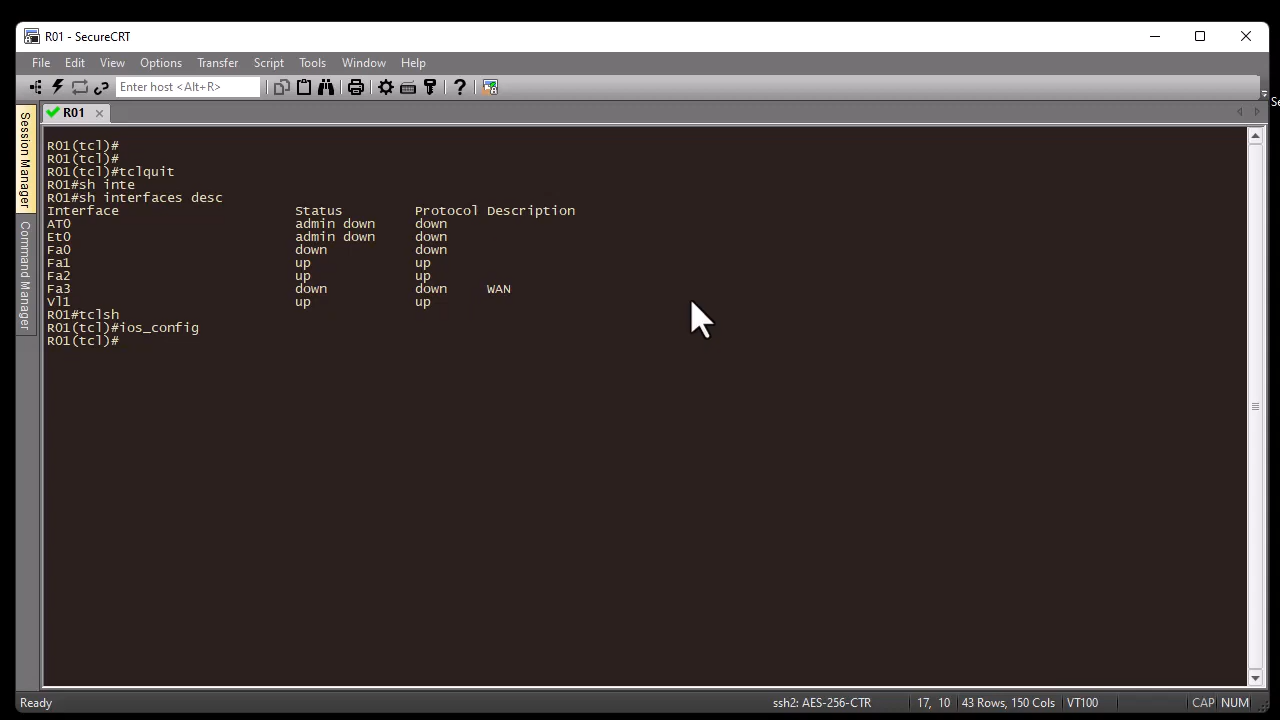 R01 - SecureCRT
File Edit View Options Transfer Script Tools Window Help
Enter host <Alt+R>
R01
Session Manager
Command Manager
R01(tcl)#
R01(tcl)#
R01(tcl)#tclquit
R01#sh inte
R01#sh interfaces desc
Interface Status Protocol Description
AT0 admin down down
Et0 admin down down
Fa0 down down
Fa1 up up
Fa2 up up
Fa3 down down WAN
Vl1 up up
R01#tclsh
R01(tcl)#ios_config
R01(tcl)#
Ready ssh2: AES-256-CTR 17, 10 43 Rows, 150 Cols VT100 CAP NUM